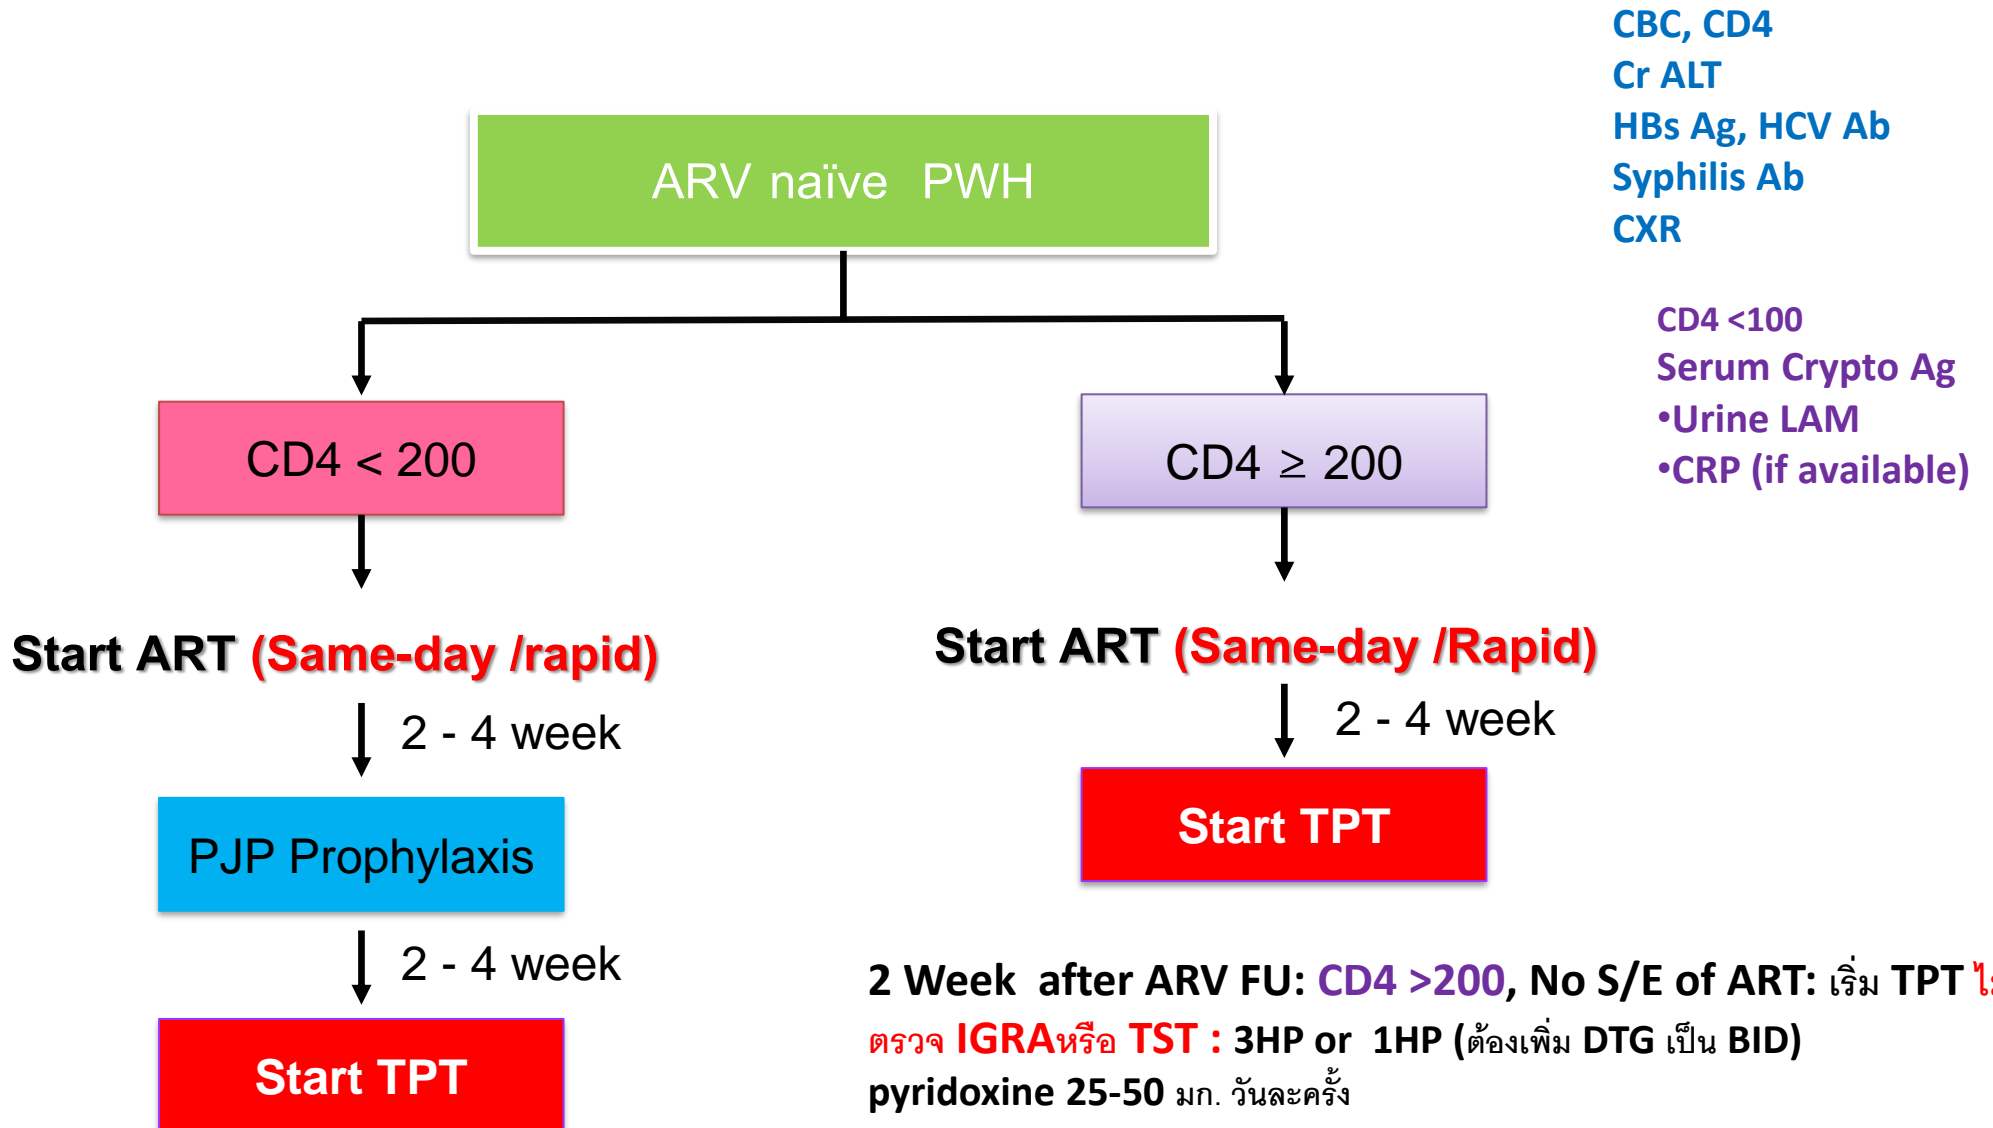 CBC, CD4
Cr ALT
HBs Ag, HCV Ab
Syphilis Ab
CXR
ARV naïve PWH
CD4 <100
Serum Crypto Ag
•Urine LAM
•CRP (if available)
CD4 < 200
CD4 ≥ 200
Start ART (Same-day /rapid)
Start ART (Same-day /Rapid)
2 - 4 week
2 - 4 week
PJP Prophylaxis
Start TPT
2 - 4 week
Start TPT
2 Week after ARV FU: CD4 >200, No S/E of ART: เริ่ม TPT
ตรวจ IGRAหรือ TST : 3HP or 1HP (ต้องเพิ่ม DTG เป็น BID)
pyridoxine 25-50 มก. วันละครั้ง